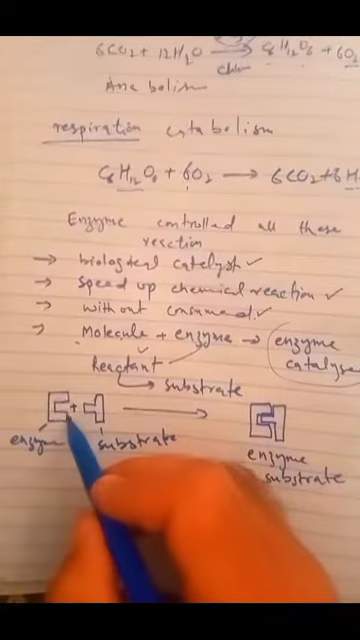 6CO2 + 12H2O → C6H12O6 + 6O2
Anabolism
respiration catabolism
C6H12O6 + 6O2 → 6CO2 + 6H
Enzyme controlled all these
reaction
→ biological catalyst ✓
→ speed up chemical reaction ✓
→ without consumed ✓
→ Molecule + enzyme → enzyme
catalyse
Reactant
→ substrate
+ →
enzyme substrate
enzyme
substrate